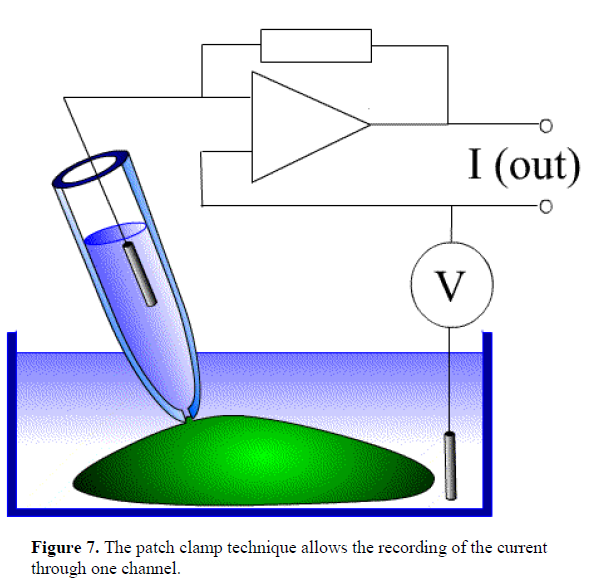 I (out)
V
Figure 7. The patch clamp technique allows the recording of the current
through one channel.